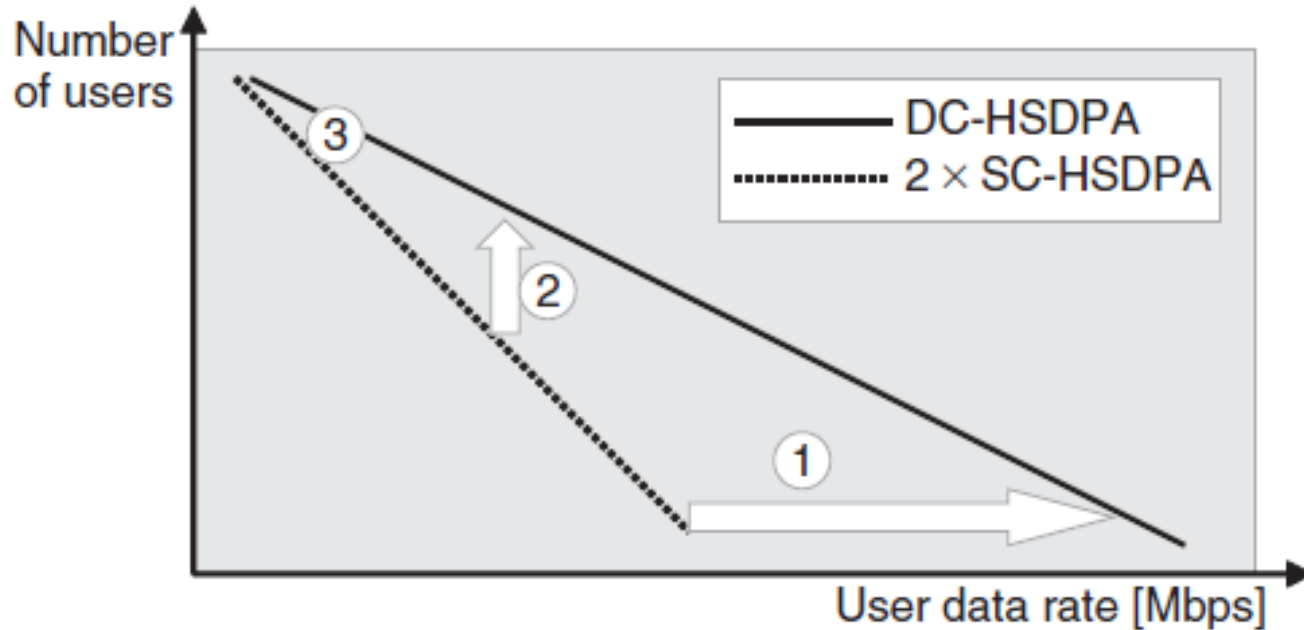 Number
of users
DC-HSDPA
2 × SC-HSDPA
3
2
1
User data rate [Mbps]